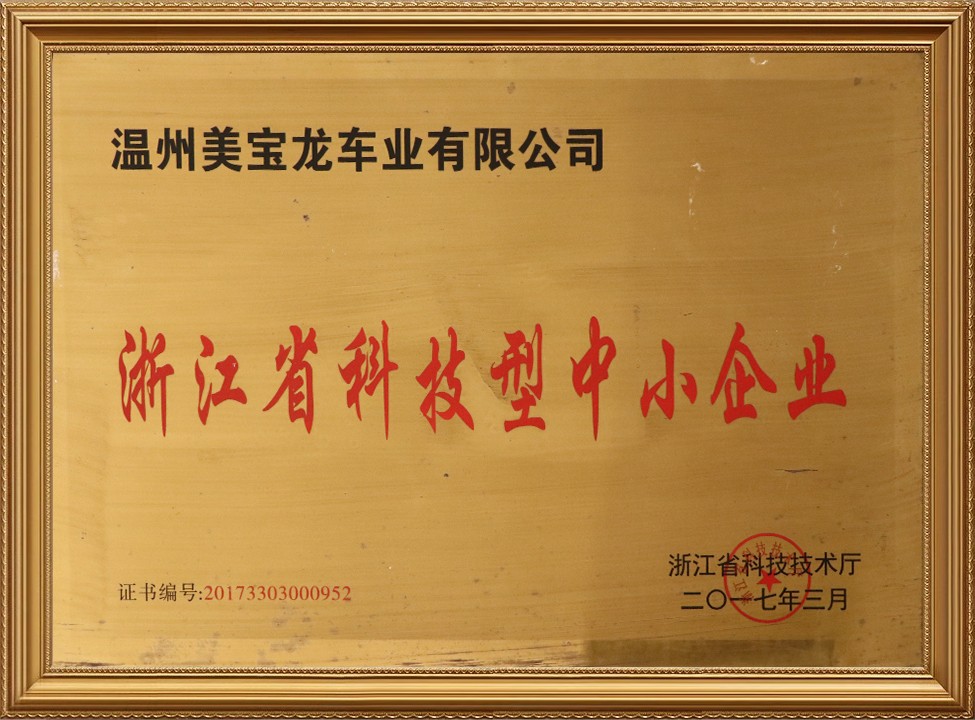 温州美宝龙车业有限公司
浙江省科技型中小企业
证书编号:20173303000952
浙江省科技技术厅
二〇一七年三月